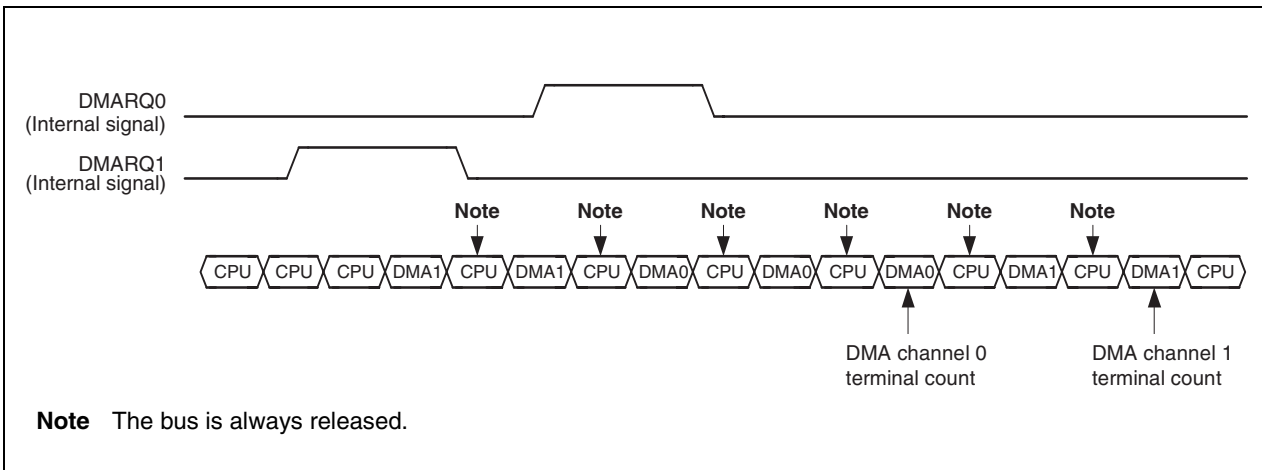 DMARQ0
(Internal signal)
DMARQ1
(Internal signal)
Note Note Note Note Note Note
CPU CPU CPU DMA1 CPU DMA1 CPU DMA0 CPU DMA0 CPU DMA0 CPU DMA1 CPU DMA1 CPU
DMA channel 0
terminal count
DMA channel 1
terminal count
Note The bus is always released.